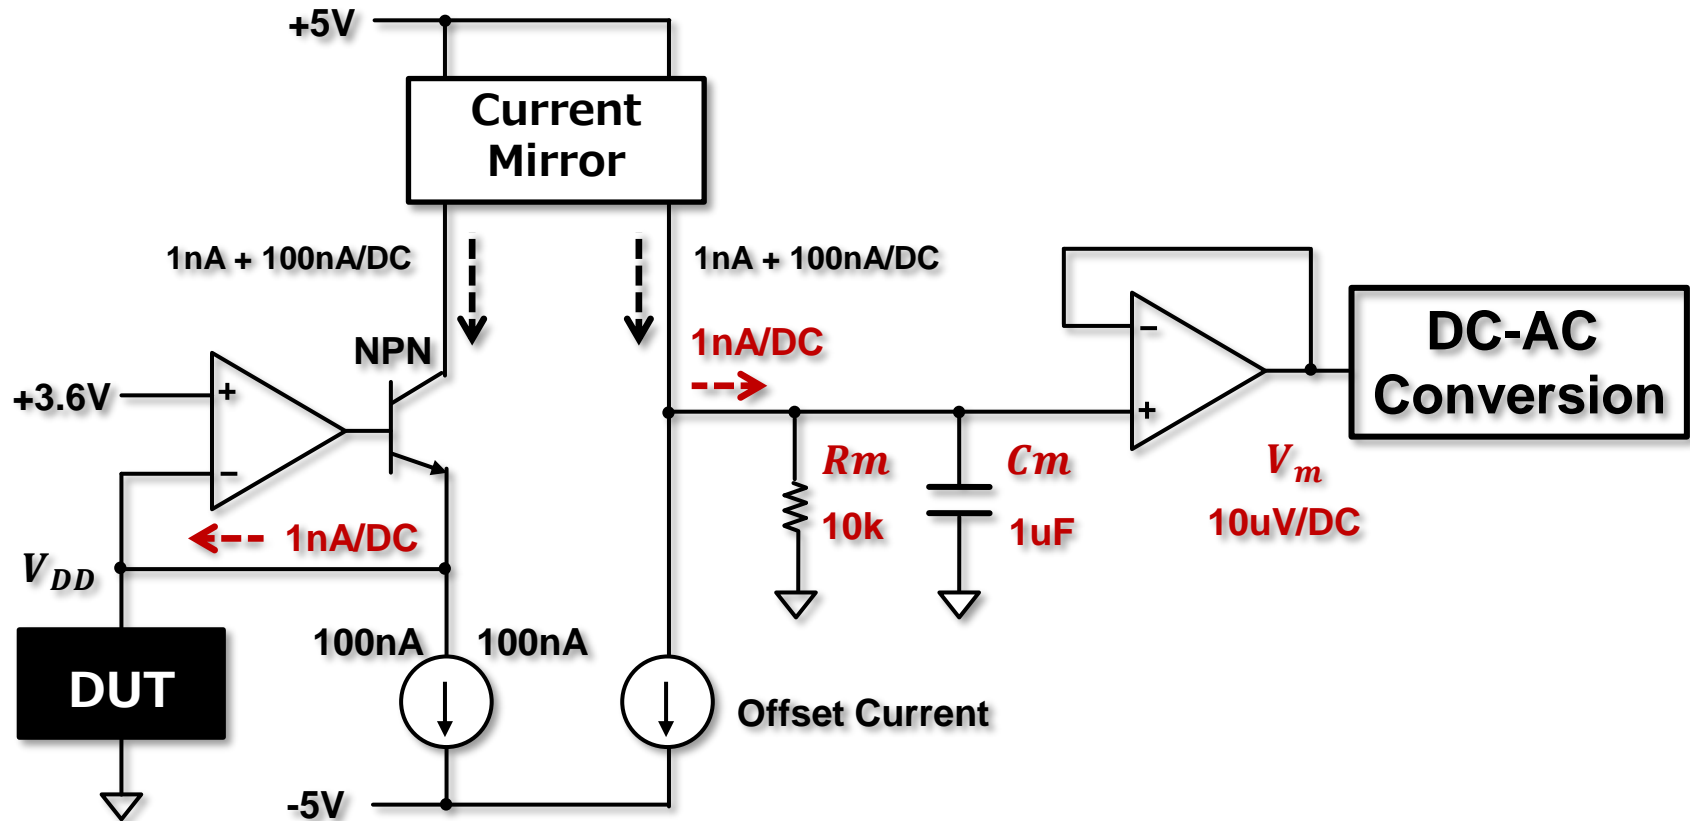 +5V
Current
Mirror
1nA + 100nA/DC
1nA + 100nA/DC
NPN
1nA/DC
DC-AC
Conversion
+3.6V
+
−
−
+
Rm
10k
Cm
1uF
Vm
10uV/DC
1nA/DC
VDD
100nA
100nA
DUT
Offset Current
-5V